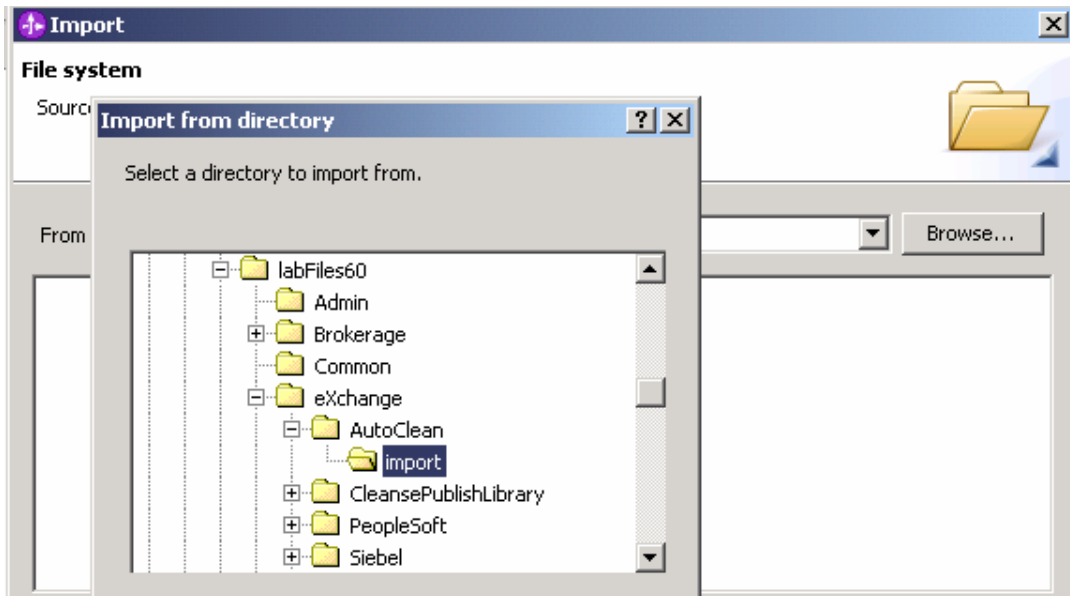 Import
File system
Source
Import from directory
Select a directory to import from.
From
Browse...
labFiles60
Admin
Brokerage
Common
eXchange
AutoClean
import
CleansePublishLibrary
PeopleSoft
Siebel